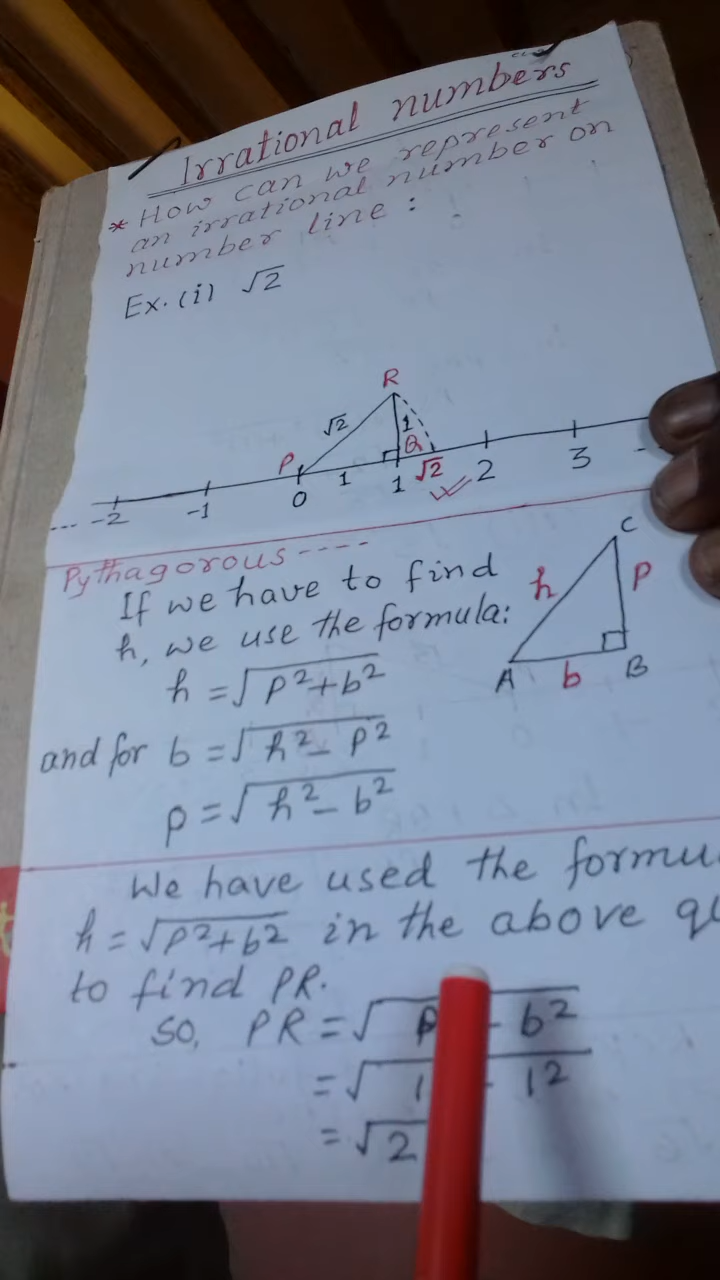 Irrational numbers
* How can we represent
an irrational number on
number line :
Ex. (i) √2
R
√2
1
P
Q
1
... -2 -1 0 1 √2 2 3 -
Pythagorous ----
If we have to find
h, we use the formula:
h = √p²+b²
and for b = √h²- p²
p = √h²- b²
C
h
p
A
b
B
We have used the
h = √p²+b² in the above
to find PR.
so, PR = √p b²
= √1 1²
= √2